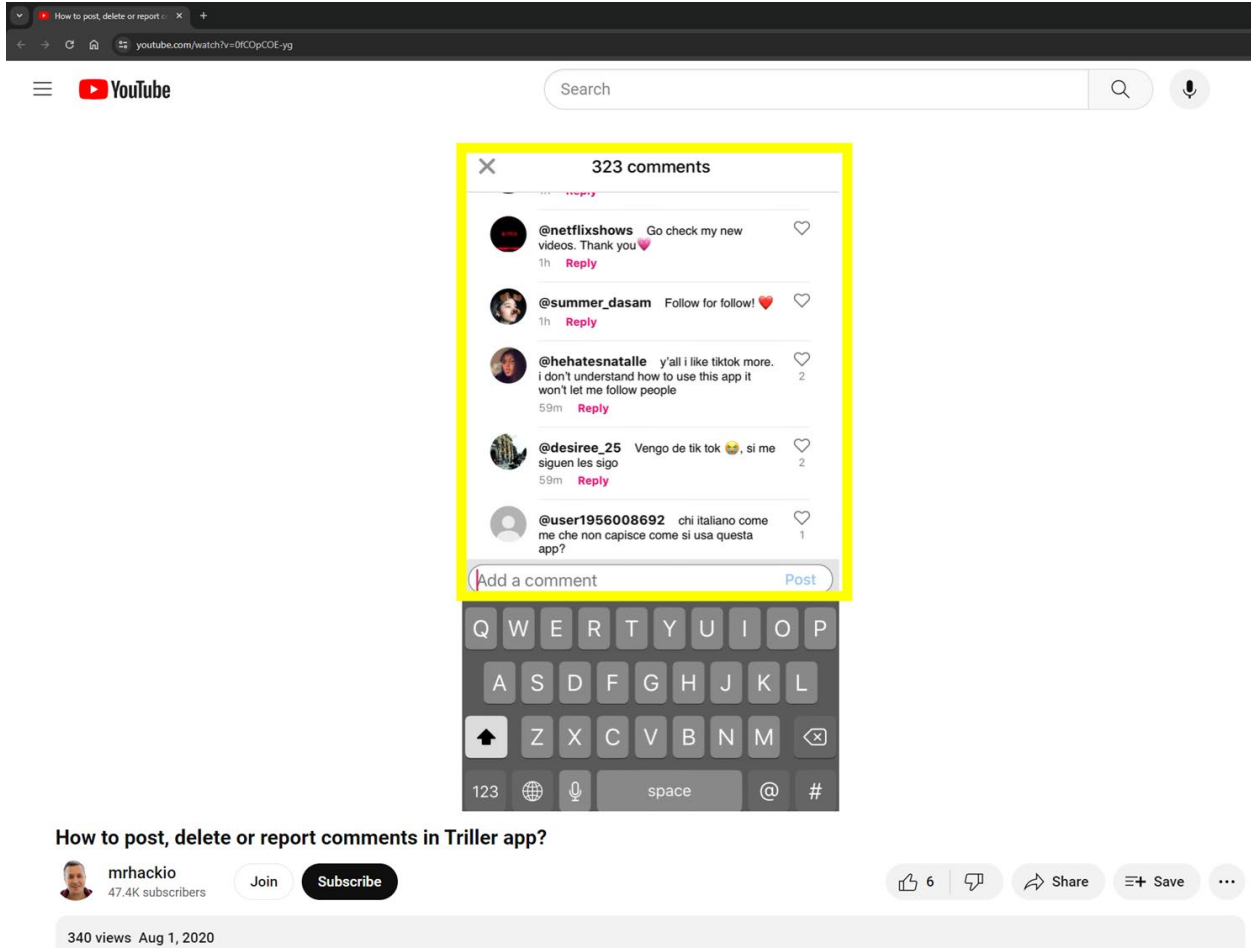 How to post, delete or report c
youtube.com/watch?v=0fCOpCOE-yg
YouTube
Search
323 comments
Reply
@netflixshows Go check my new
videos. Thank you💗
1h Reply
@summer_dasam Follow for follow! ❤️
1h Reply
@hehatesnatalle y'all i like tiktok more.
i don't understand how to use this app it
won't let me follow people
2
59m Reply
@desiree_25 Vengo de tik tok 😭, si me
siguen les sigo
2
59m Reply
@user1956008692 chi italiano come
me che non capisce come si usa questa
app?
1
Add a comment Post
Q W E R T Y U I O P
A S D F G H J K L
Z X C V B N M
123 space @ #
How to post, delete or report comments in Triller app?
mrhackio
47.4K subscribers
Join Subscribe
6 Share Save
340 views Aug 1, 2020